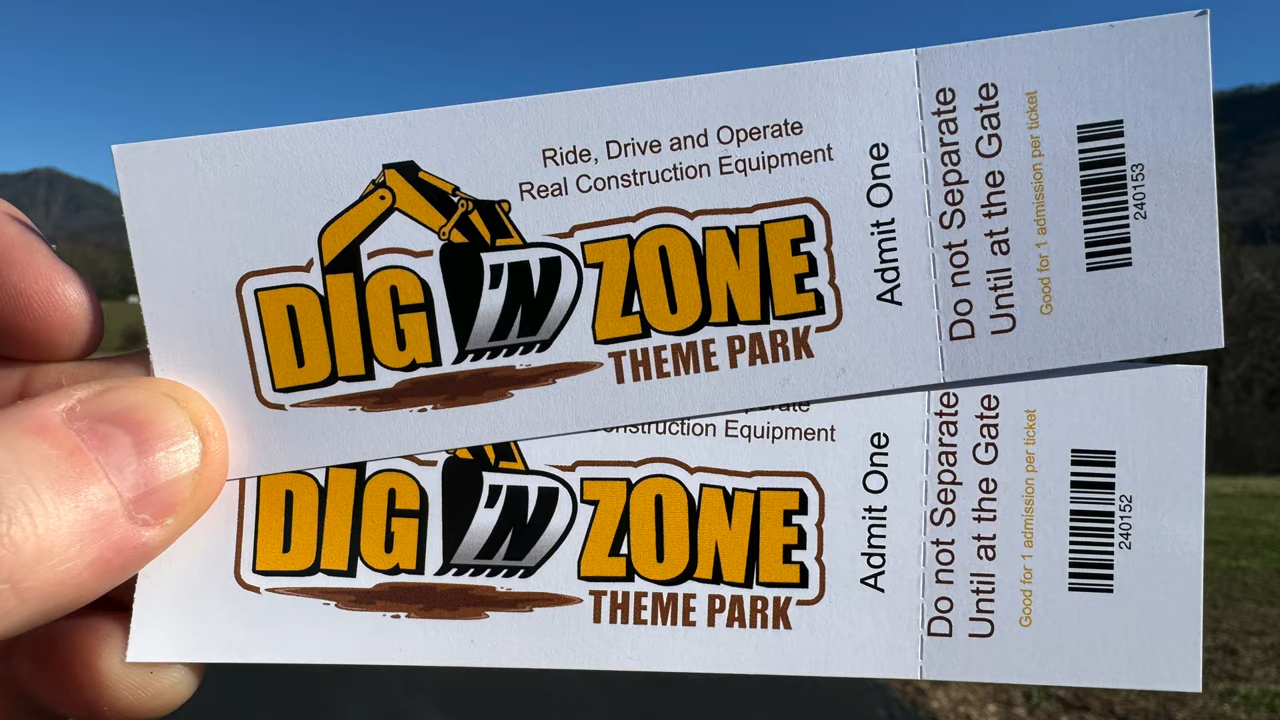 Ride, Drive and Operate
Real Construction Equipment
DIG 'N ZONE
THEME PARK
Admit One
Do not Separate
Until at the Gate
Good for 1 admission per ticket
240153
Equipment
DIG 'N ZONE
THEME PARK
Admit One
Do not Separate
Until at the Gate
Good for 1 admission per ticket
240152